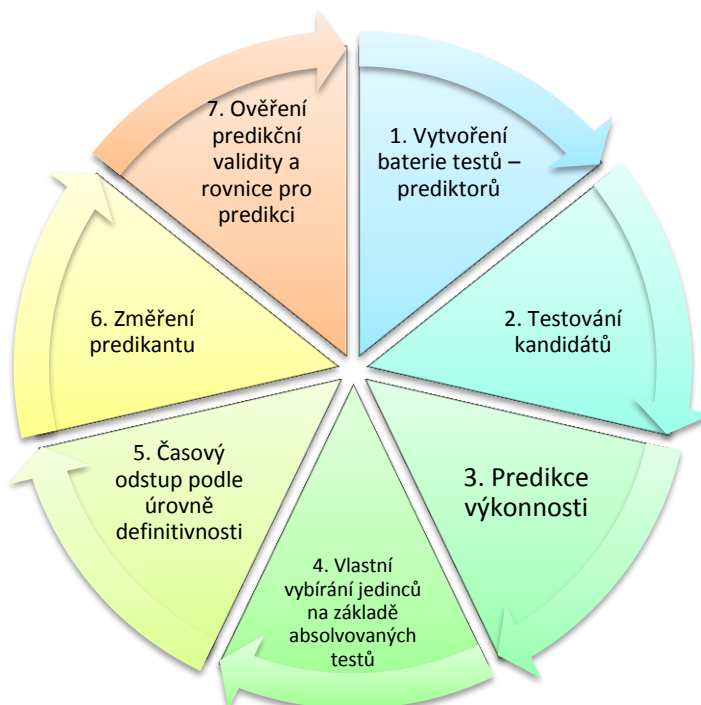 1. Vytvoření
baterie testů –
prediktorů
2. Testování
kandidátů
3. Predikce
výkonnosti
4. Vlastní
vybírání jedinců
na základě
absolvovaných
testů
5. Časový
odstup podle
úrovně
definitivnosti
6. Změření
predikantu
7. Ověření
predikční
validity a
rovnice pro
predikci